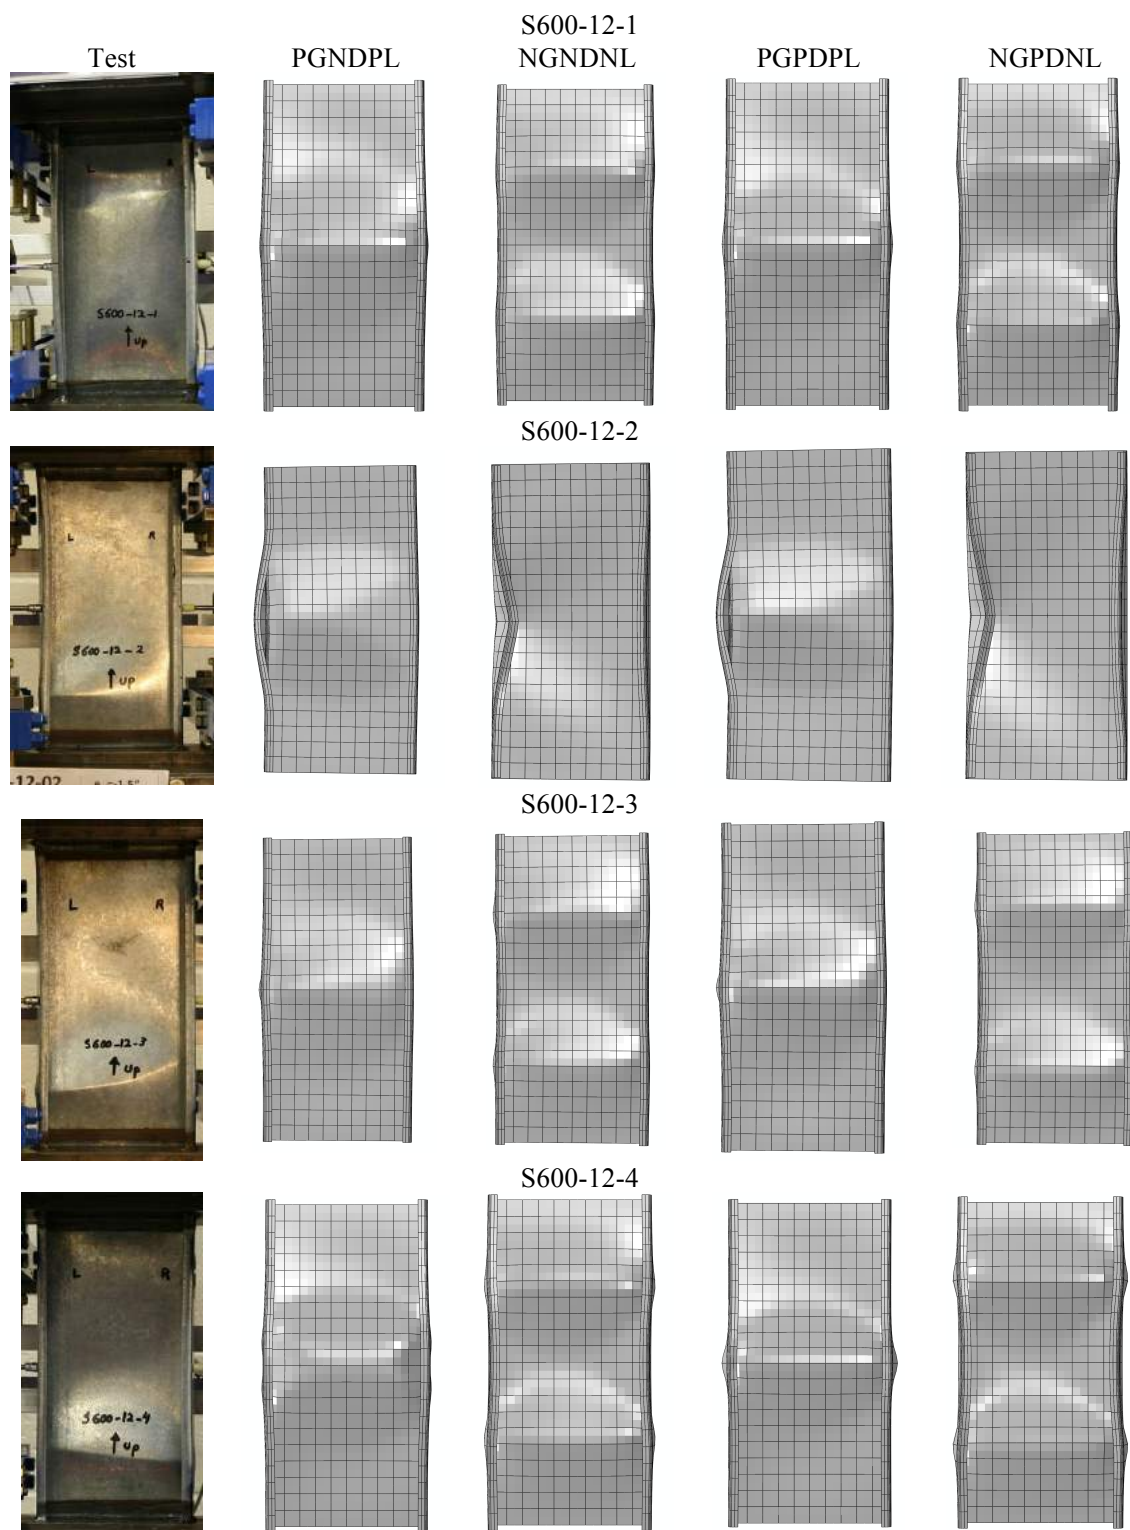 S600-12-1
Test PGNDPL NGNDNL PGPDPL NGPDNL
L R
S600-12-1
↑ up
S600-12-2
L R
S600-12-2
↑ up
-12-02
S600-12-3
L R
S600-12-3
↑ up
S600-12-4
L R
S600-12-4
↑ up